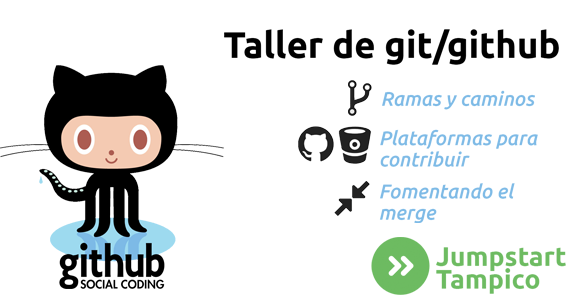 Taller de git/github
Ramas y caminos
Plataformas para
contribuir
Fomentando el
merge
github
SOCIAL CODING
Jumpstart
Tampico